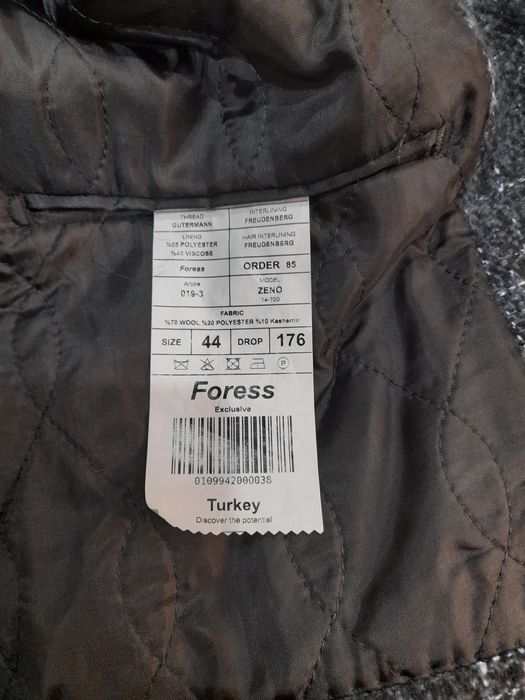 THREAD
GUTERMANN
INTERLINING
FREUDENBERG
LINING
%55 POLYESTER
%45 VISCOSE
HAIR INTERLINING
FREUDENBERG
Foress
ORDER 85
Article
019-3
MODEL
ZENO
14-700
FABRIC
%70 WOOL %20 POLYESTER %10 Kashemir
SIZE 44 DROP 176
P
Foress
Exclusive
0109942000038
Turkey
Discover the potential